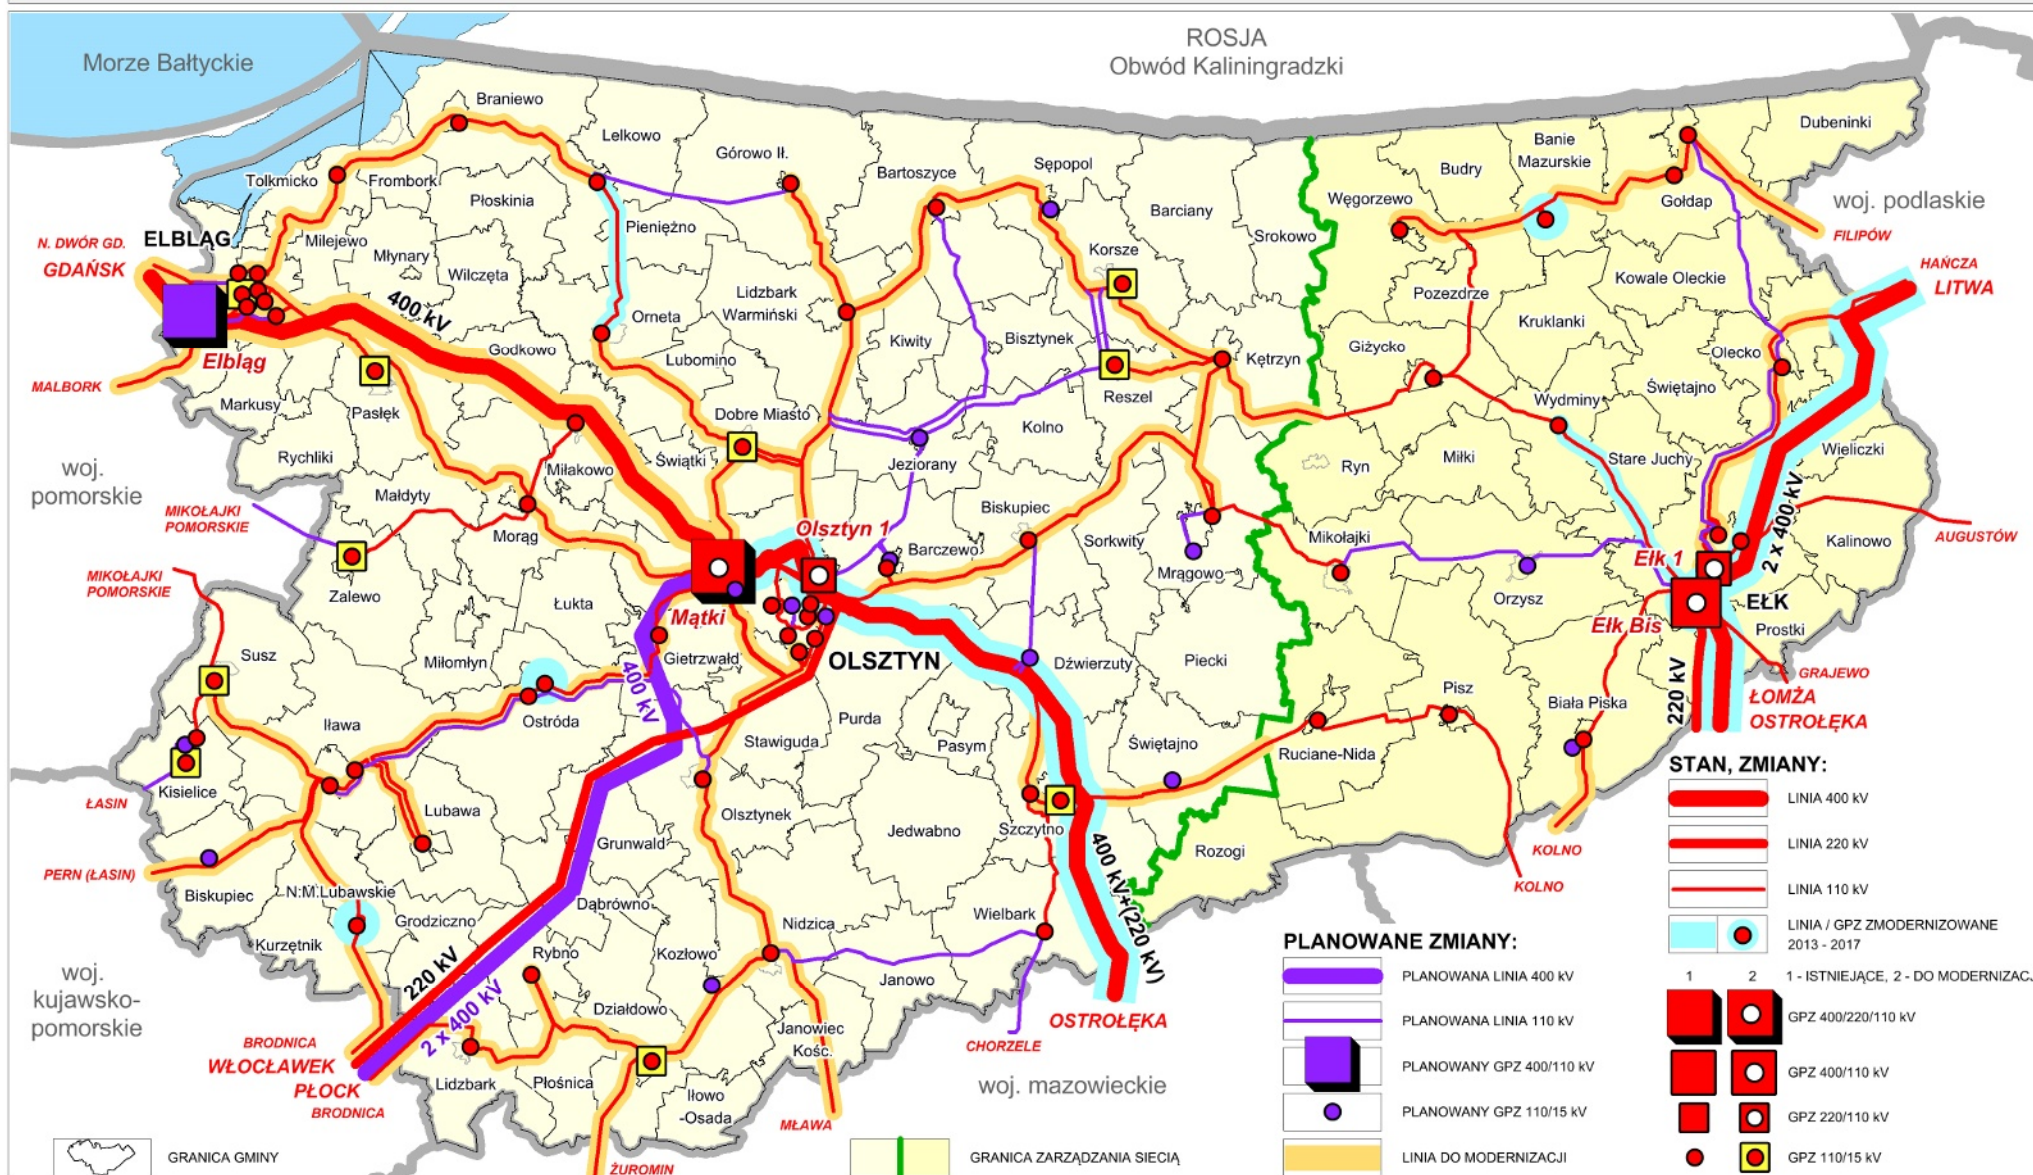 Morze Bałtyckie
ROSJA
Obwód Kaliningradzki
Braniewo
Lelkowo
Górowo Ił.
Bartoszyce
Sępopol
Banie
Mazurskie
Dubeninki
Budry
Tolkmicko
Frombork
Płoskinia
Pieniężno
Barciany
Srokowo
Węgorzewo
Gołdap
woj. podlaskie
FILIPÓW
N. DWÓR GD.
GDAŃSK
ELBLĄG
Milejewo
Młynary
Wilczęta
Korsze
Kowale Oleckie
HAŃCZA
LITWA
400 kV
Orneta
Lidzbark
Warmiński
Pozezdrze
Kruklanki
Elbląg
Godkowo
Lubomino
Kiwity
Bisztynek
Kętrzyn
Giżycko
Olecko
MALBORK
Markusy
Pasłęk
Dobre Miasto
Reszel
Świętajno
Wydminy
Kolno
woj.
pomorskie
Rychliki
Miłakowo
Świątki
Jeziorany
Ryn
Miłki
Stare Juchy
Wieliczki
Małdyty
MIKOŁAJKI
POMORSKIE
Biskupiec
2 x 400 kV
Morąg
Olsztyn 1
Barczewo
Sorkwity
Mikołajki
Ełk 1
Kalinowo
AUGUSTÓW
MIKOŁAJKI
POMORSKIE
Zalewo
Łukta
Mrągowo
Orzysz
EŁK
Mątki
Ełk Bis
Prostki
Susz
Miłomłyn
Gietrzwałd
OLSZTYN
Dźwierzuty
Piecki
GRAJEWO
ŁOMŻA
OSTROŁĘKA
400 kV
220 kV
Iława
Ostróda
Purda
Pisz
Biała Piska
Stawiguda
Pasym
Świętajno
Ruciane-Nida
Kisielice
ŁASIN
Lubawa
Olsztynek
Jedwabno
Szczytno
Rozogi
Grunwald
400 kV+(220 kV)
KOLNO
KOLNO
PERN (ŁASIN)
Biskupiec
N.M.Lubawskie
Grodziczno
Dąbrówno
Nidzica
Wielbark
Kurzętnik
Rybno
Kozłowo
Janowo
woj.
kujawsko-
pomorskie
220 kV
2 x 400 kV
Działdowo
Janowiec
Kośc.
OSTROŁĘKA
CHORZELE
BRODNICA
WŁOCŁAWEK
PŁOCK
BRODNICA
Lidzbark
Płośnica
Iłowo
-Osada
MŁAWA
woj. mazowieckie
ŻUROMIN
GRANICA GMINY
GRANICA ZARZĄDZANIA SIECIĄ
PLANOWANE ZMIANY:
PLANOWANA LINIA 400 kV
PLANOWANA LINIA 110 kV
PLANOWANY GPZ 400/110 kV
PLANOWANY GPZ 110/15 kV
LINIA DO MODERNIZACJI
STAN, ZMIANY:
LINIA 400 kV
LINIA 220 kV
LINIA 110 kV
LINIA / GPZ ZMODERNIZOWANE
2013 - 2017
1 2 1 - ISTNIEJĄCE, 2 - DO MODERNIZACJ
GPZ 400/220/110 kV
GPZ 400/110 kV
GPZ 220/110 kV
GPZ 110/15 kV